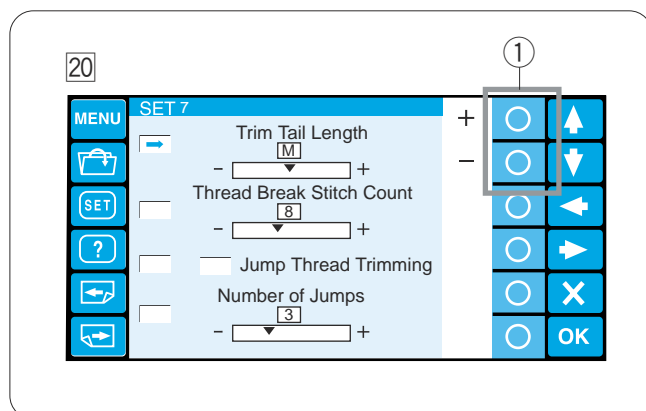 1
20
MENU
SET 7
+
Trim Tail Length
M
- +
-
Thread Break Stitch Count
SET
8
- +
?
Jump Thread Trimming
Number of Jumps
3
- +
OK